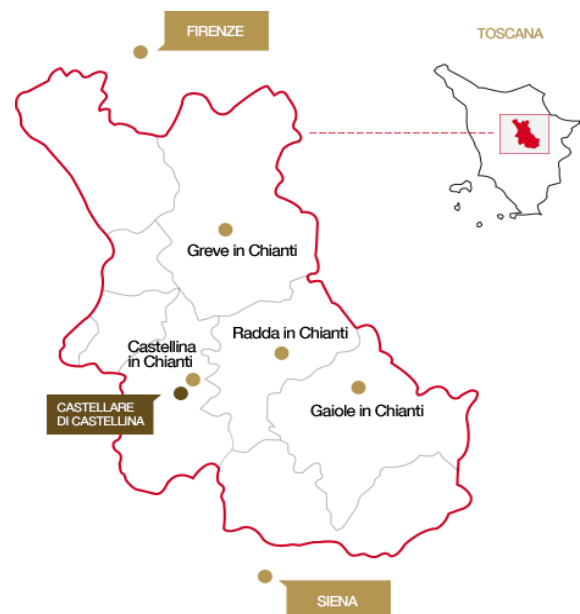 FIRENZE
TOSCANA
Greve in Chianti
Radda in Chianti
Castellina
in Chianti
CASTELLARE
DI CASTELLINA
Gaiole in Chianti
SIENA